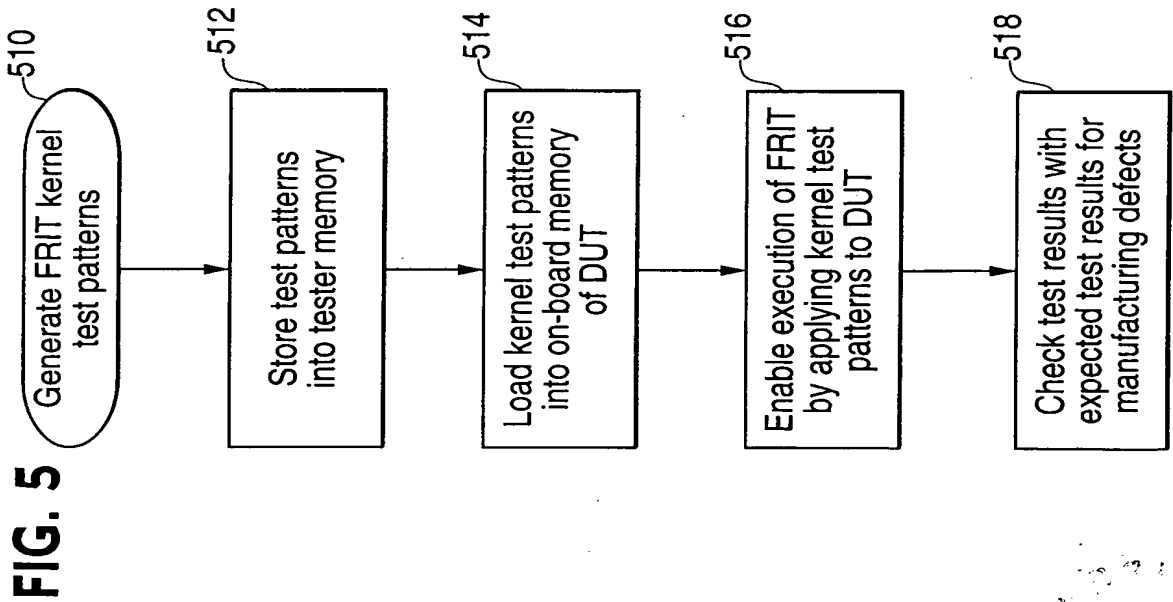 FIG. 5
510
Generate FRIT kernel
test patterns
512
Store test patterns
into tester memory
514
Load kernel test patterns
into on-board memory
of DUT
516
Enable execution of FRIT
by applying kernel test
patterns to DUT
518
Check test results with
expected test results for
manufacturing defects